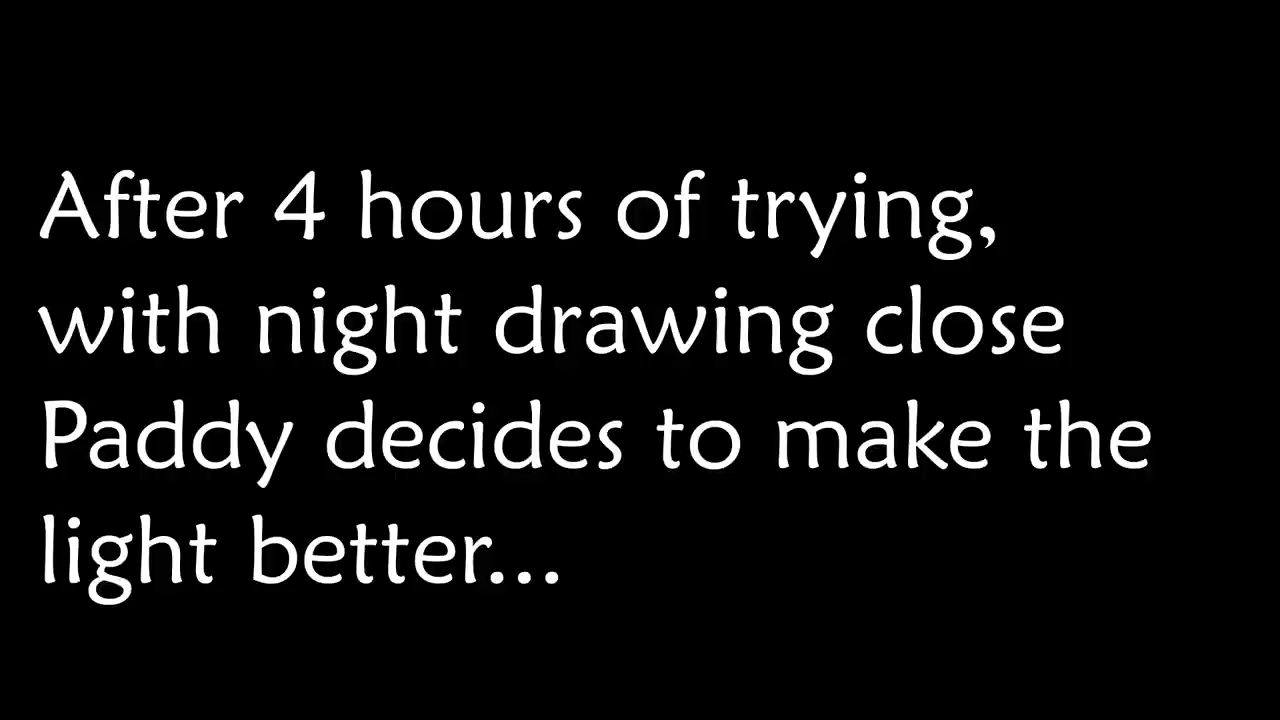 After 4 hours of trying,
with night drawing close
Paddy decides to make the
light better...